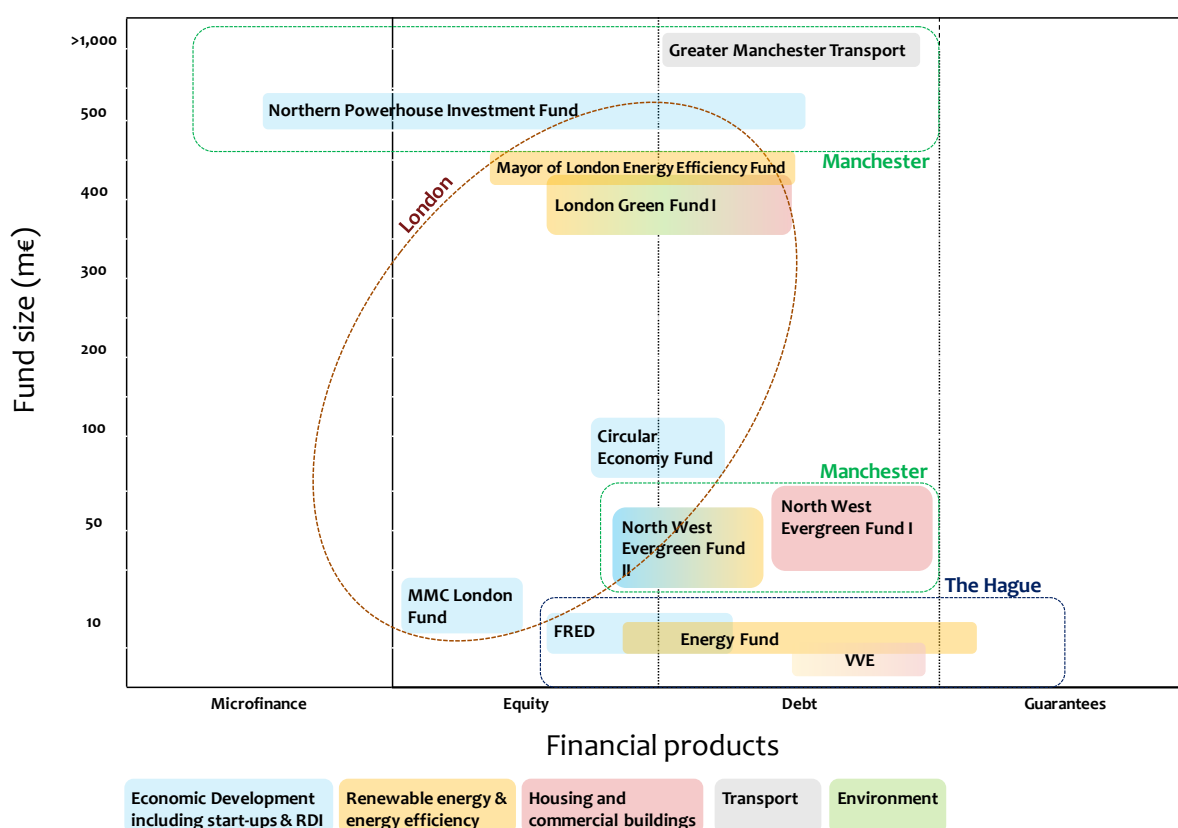 >1,000
Greater Manchester Transport
Northern Powerhouse Investment Fund
500
Manchester
Mayor of London Energy Efficiency Fund
London
400
London Green Fund I
Fund size (m€)
300
200
100
Circular
Economy Fund
Manchester
50
North West
Evergreen Fund
II
North West
Evergreen Fund I
The Hague
MMC London
Fund
10
FRED
Energy Fund
VVE
Microfinance
Equity
Debt
Guarantees
Financial products
Economic Development
including start-ups & RDI
Renewable energy &
energy efficiency
Housing and
commercial buildings
Transport
Environment